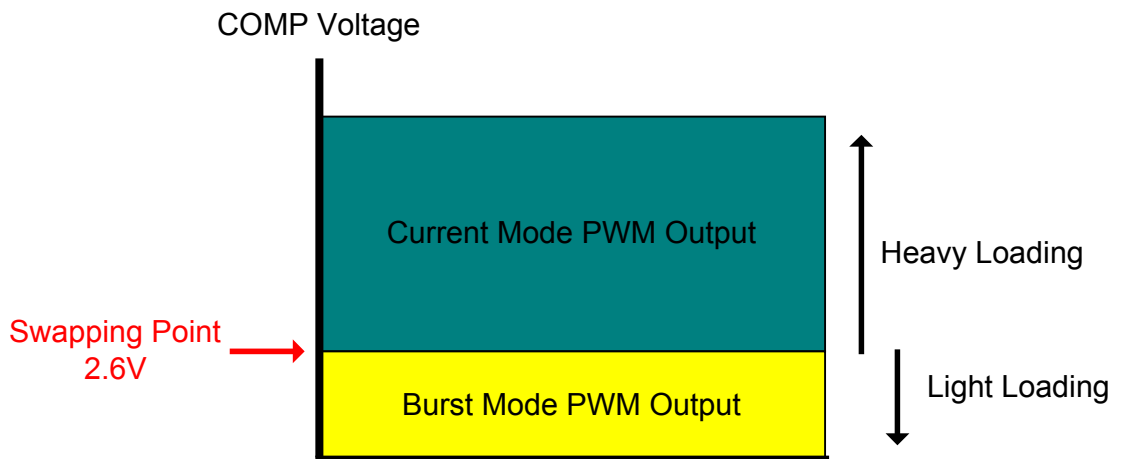 COMP Voltage
Current Mode PWM Output
Heavy Loading
Swapping Point
2.6V
Burst Mode PWM Output
Light Loading